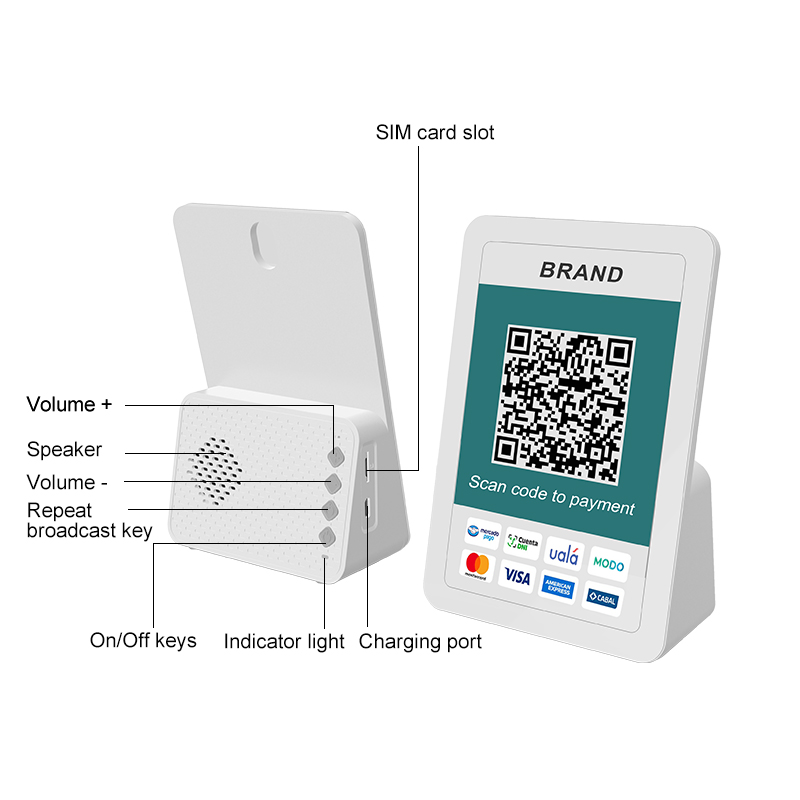 SIM card slot
BRAND
Volume +
Speaker
Volume -
Repeat
broadcast key
Scan code to payment
mercado
pago
Cuenta
DNI
ualá
MODO
mastercard
VISA
AMERICAN
EXPRESS
CABAL
On/Off keys
Indicator light
Charging port